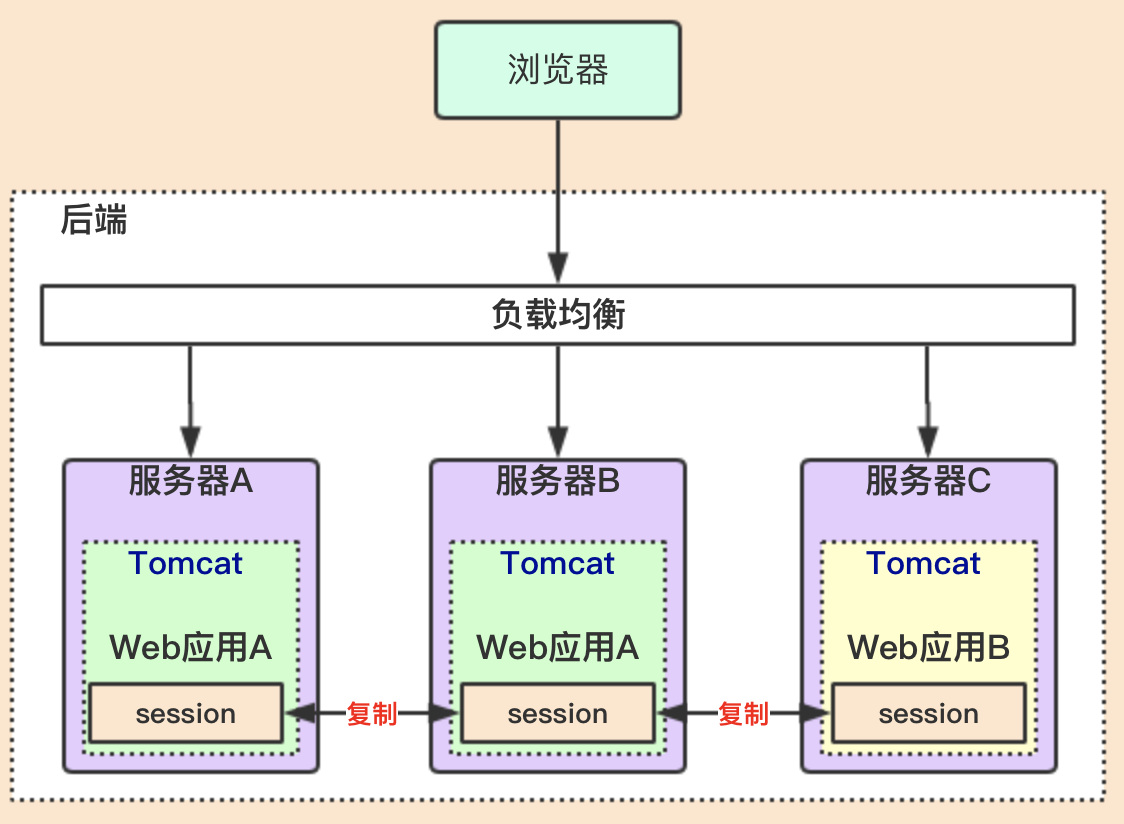 浏览器
后端
负载均衡
服务器A
服务器B
服务器C
Tomcat
Tomcat
Tomcat
Web应用A
Web应用A
Web应用B
session
复制
session
复制
session